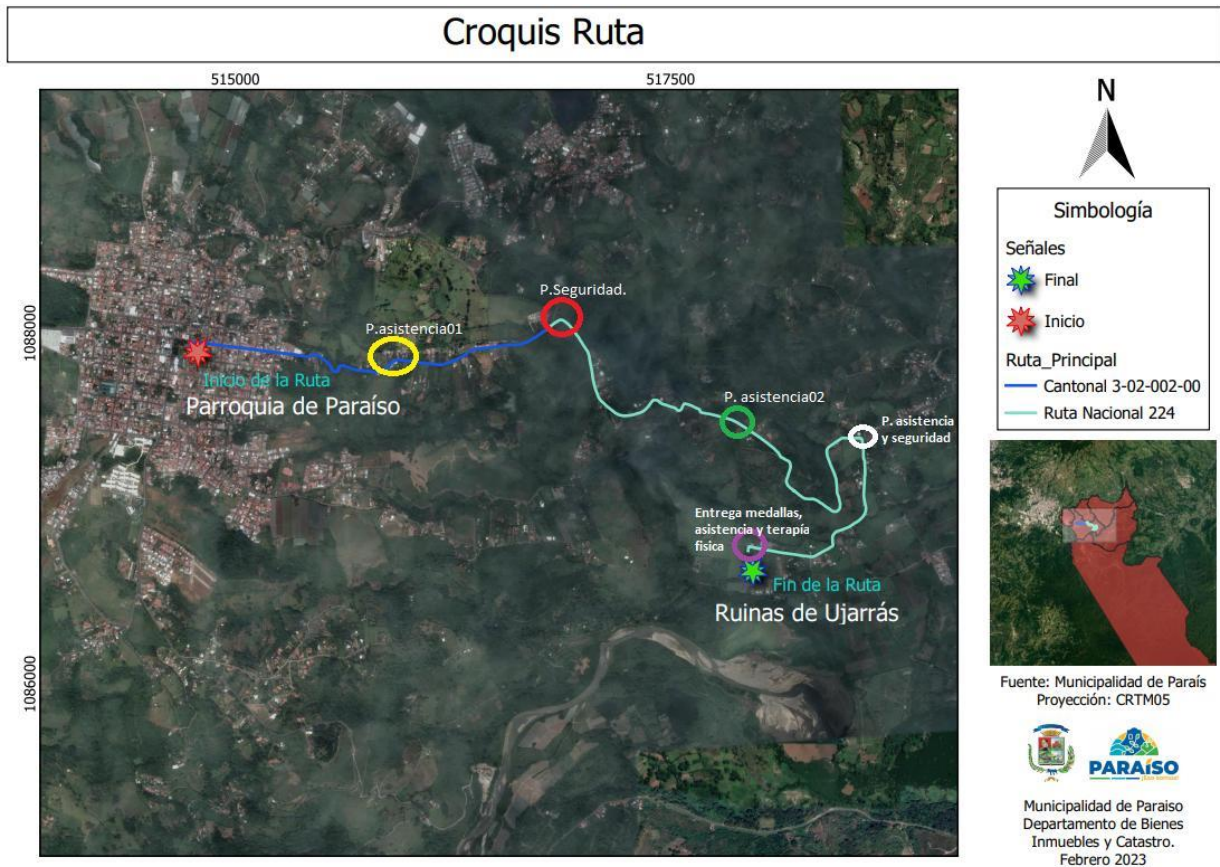 Croquis Ruta
515000
517500
1088000
1086000
P.Seguridad.
P.asistencia01
Inicio de la Ruta
Parroquia de Paraíso
P. asistencia02
P. asistencia
y seguridad
Entrega medallas,
asistencia y terapía
fisica
Fin de la Ruta
Ruinas de Ujarrás
N
Simbología
Señales
Final
Inicio
Ruta_Principal
Cantonal 3-02-002-00
Ruta Nacional 224
Fuente: Municipalidad de Paraís
Proyección: CRTM05
PARAÍSO
Municipalidad de Paraiso
Departamento de Bienes
Inmuebles y Catastro.
Febrero 2023